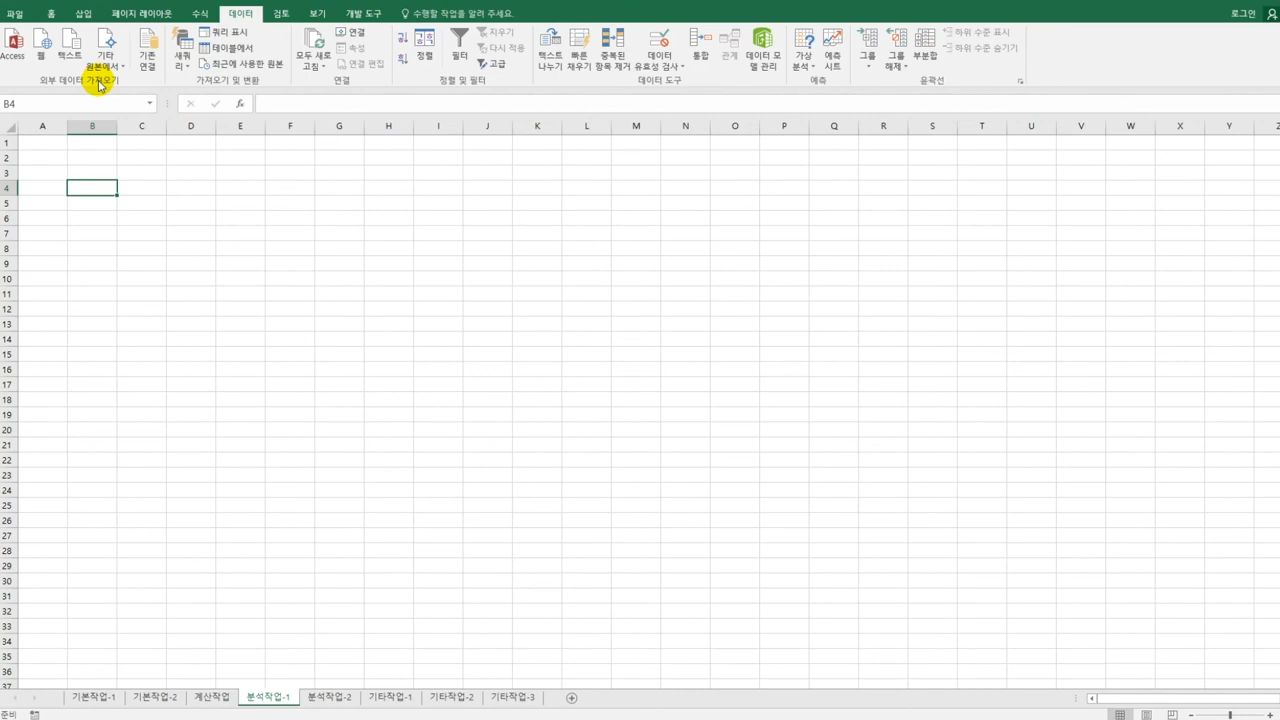 파일 홈 삽입 페이지 레이아웃 수식 데이터 검토 보기 개발 도구 수행할 작업을 알려 주세요. 로그인
Access 웹 텍스트 기타 원본에서 기존 연결
외부 데이터 가져오기
새 쿼리 쿼리 표시 테이블에서 최근에 사용한 원본
가져오기 및 변환
모두 새로 고침 연결 속성 연결 편집
연결
정렬 필터 지우기 다시 적용 고급
정렬 및 필터
텍스트 나누기 빠른 채우기 중복된 항목 제거 데이터 유효성 검사 통합 관계 데이터 모델 관리
데이터 도구
가상 분석 예측 시트
예측
그룹 그룹 해제 부분합 하위 수준 표시 하위 수준 숨기기
윤곽선
B4 fx
A B C D E F G H I J K L M N O P Q R S T U V W X Y
1
2
3
4
5
6
7
8
9
10
11
12
13
14
15
16
17
18
19
20
21
22
23
24
25
26
27
28
29
30
31
32
33
34
35
36
37
기본작업-1 기본작업-2 계산작업 분석작업-1 분석작업-2 기타작업-1 기타작업-2 기타작업-3
준비